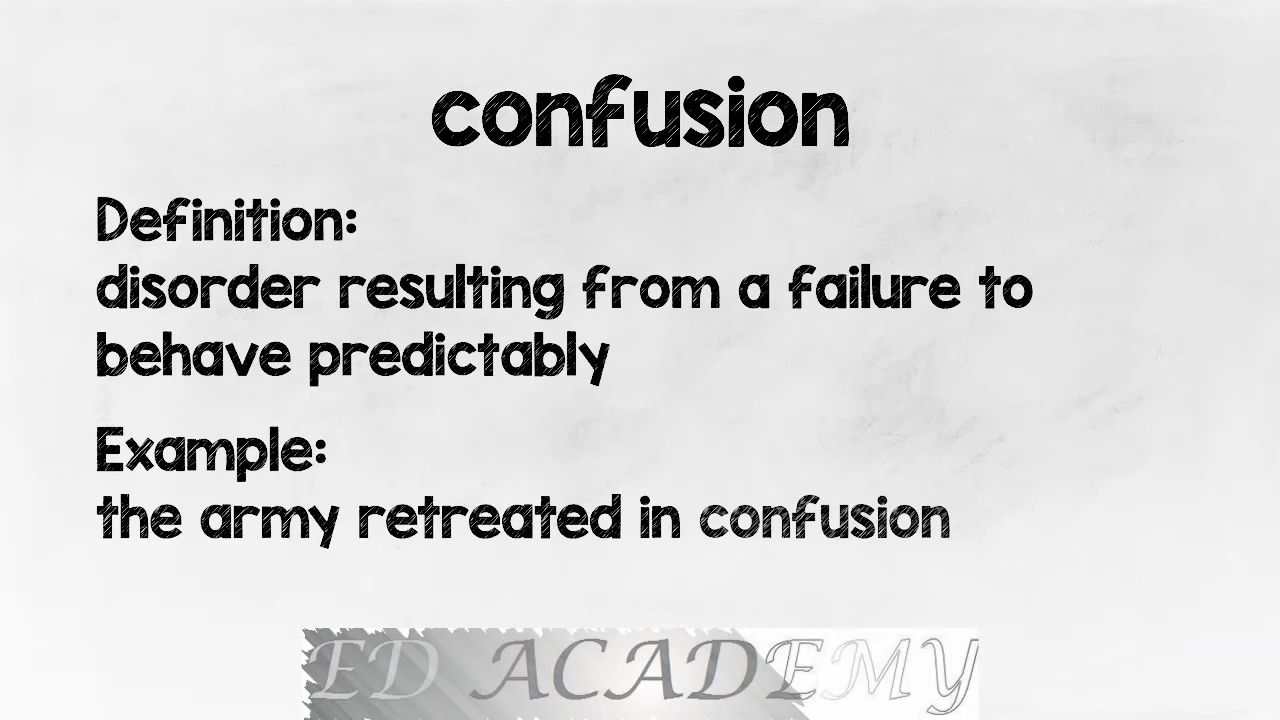 confusion
Definition:
disorder resulting from a failure to
behave predictably
Example:
the army retreated in confusion
ED ACADEMY